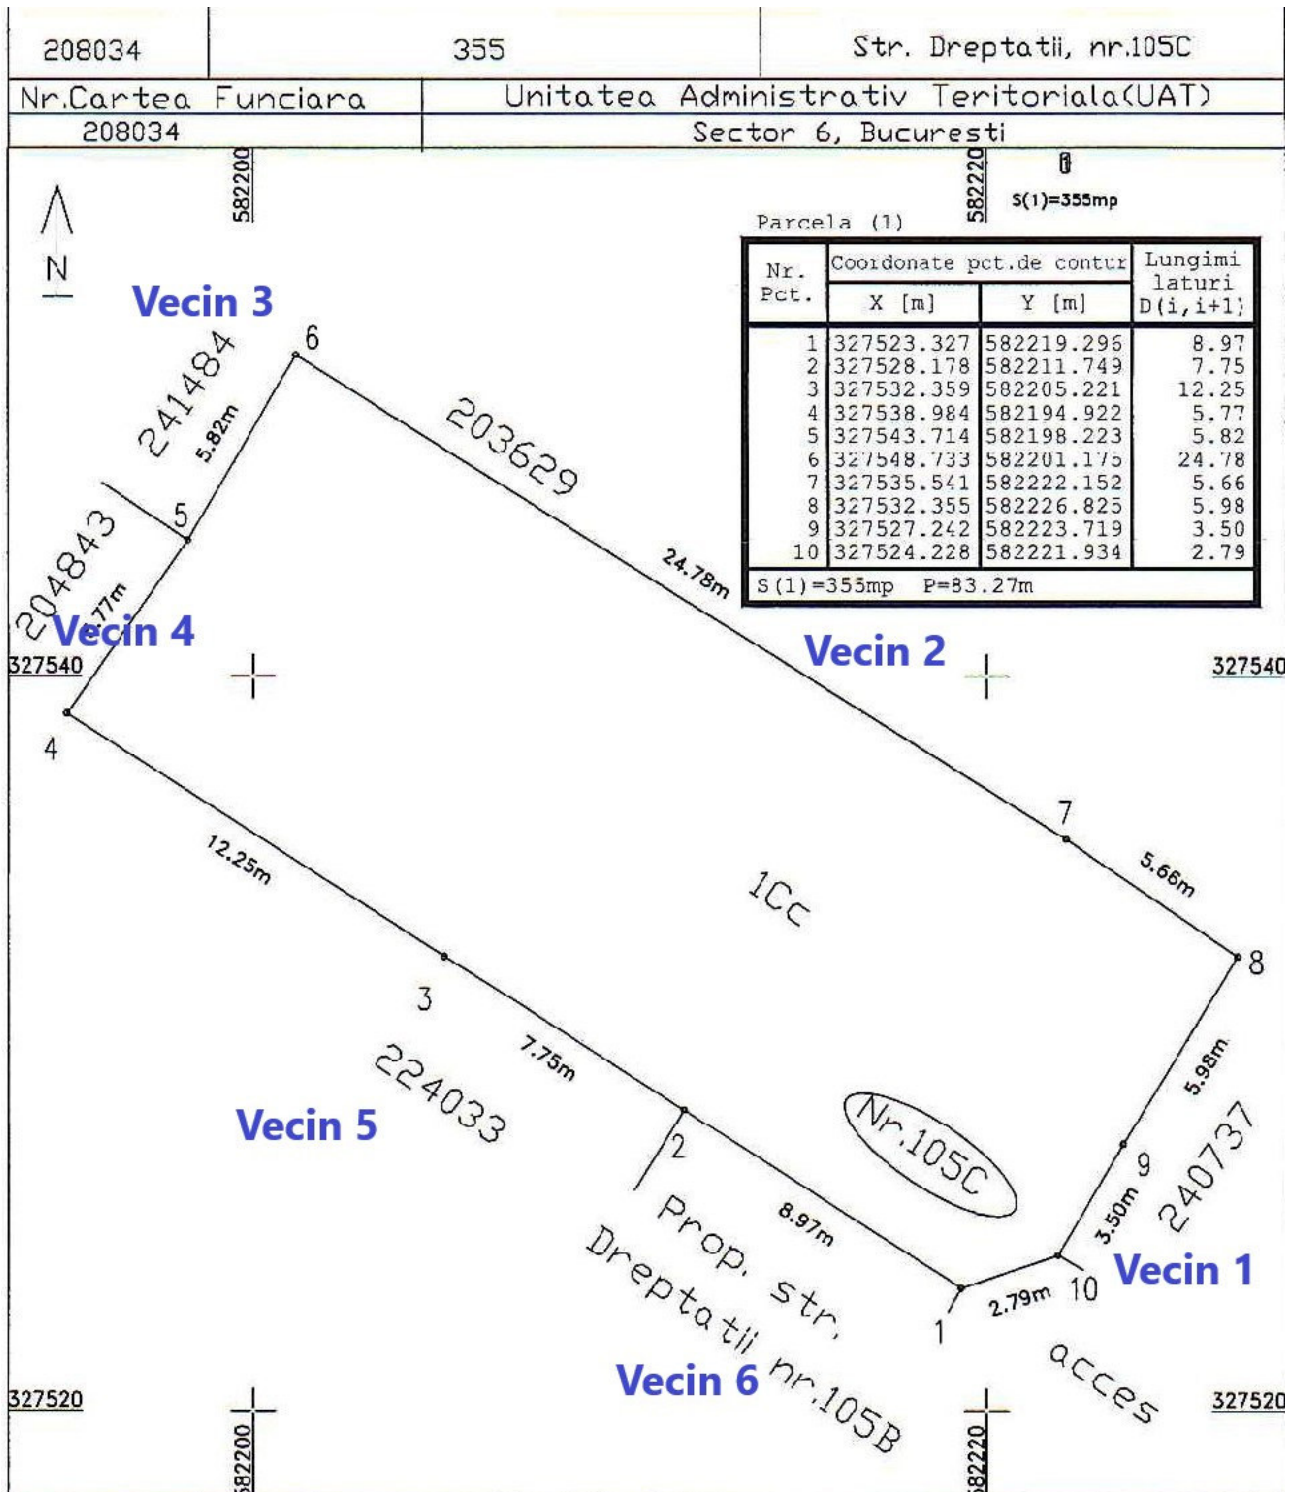 208034 355 Str. Dreptatii, nr.105C
Nr.Cartea Funciara Unitatea Administrativ Teritoriala(UAT)
208034 Sector 6, Bucuresti
582200
582220
S(1)=355mp
Parcela (1)
Nr. Pct. Coordonate pct.de contur Lungimi laturi D(i,i+1)
X [m] Y [m]
1 327523.327 582219.296 8.97
2 327528.178 582211.749 7.75
3 327532.359 582205.221 12.25
4 327538.984 582194.922 5.77
5 327543.714 582198.223 5.82
6 327548.733 582201.175 24.78
7 327535.541 582222.152 5.66
8 327532.355 582226.825 5.98
9 327527.242 582223.719 3.50
10 327524.228 582221.934 2.79
S(1)=355mp P=83.27m
N
Vecin 3
6
241484
5.82m
203629
5
204843
.77m
Vecin 4
24.78m
Vecin 2
327540
327540
4
7
12.25m
5.66m
1Cc
8
3
7.75m
224033
5.98m
Vecin 5
2
Nr.105C
9
240737
8.97m
3.50m
Prop. str.
Dreptatii nr.105B
Vecin 1
10
2.79m
1
acces
Vecin 6
327520
327520
582200
582220